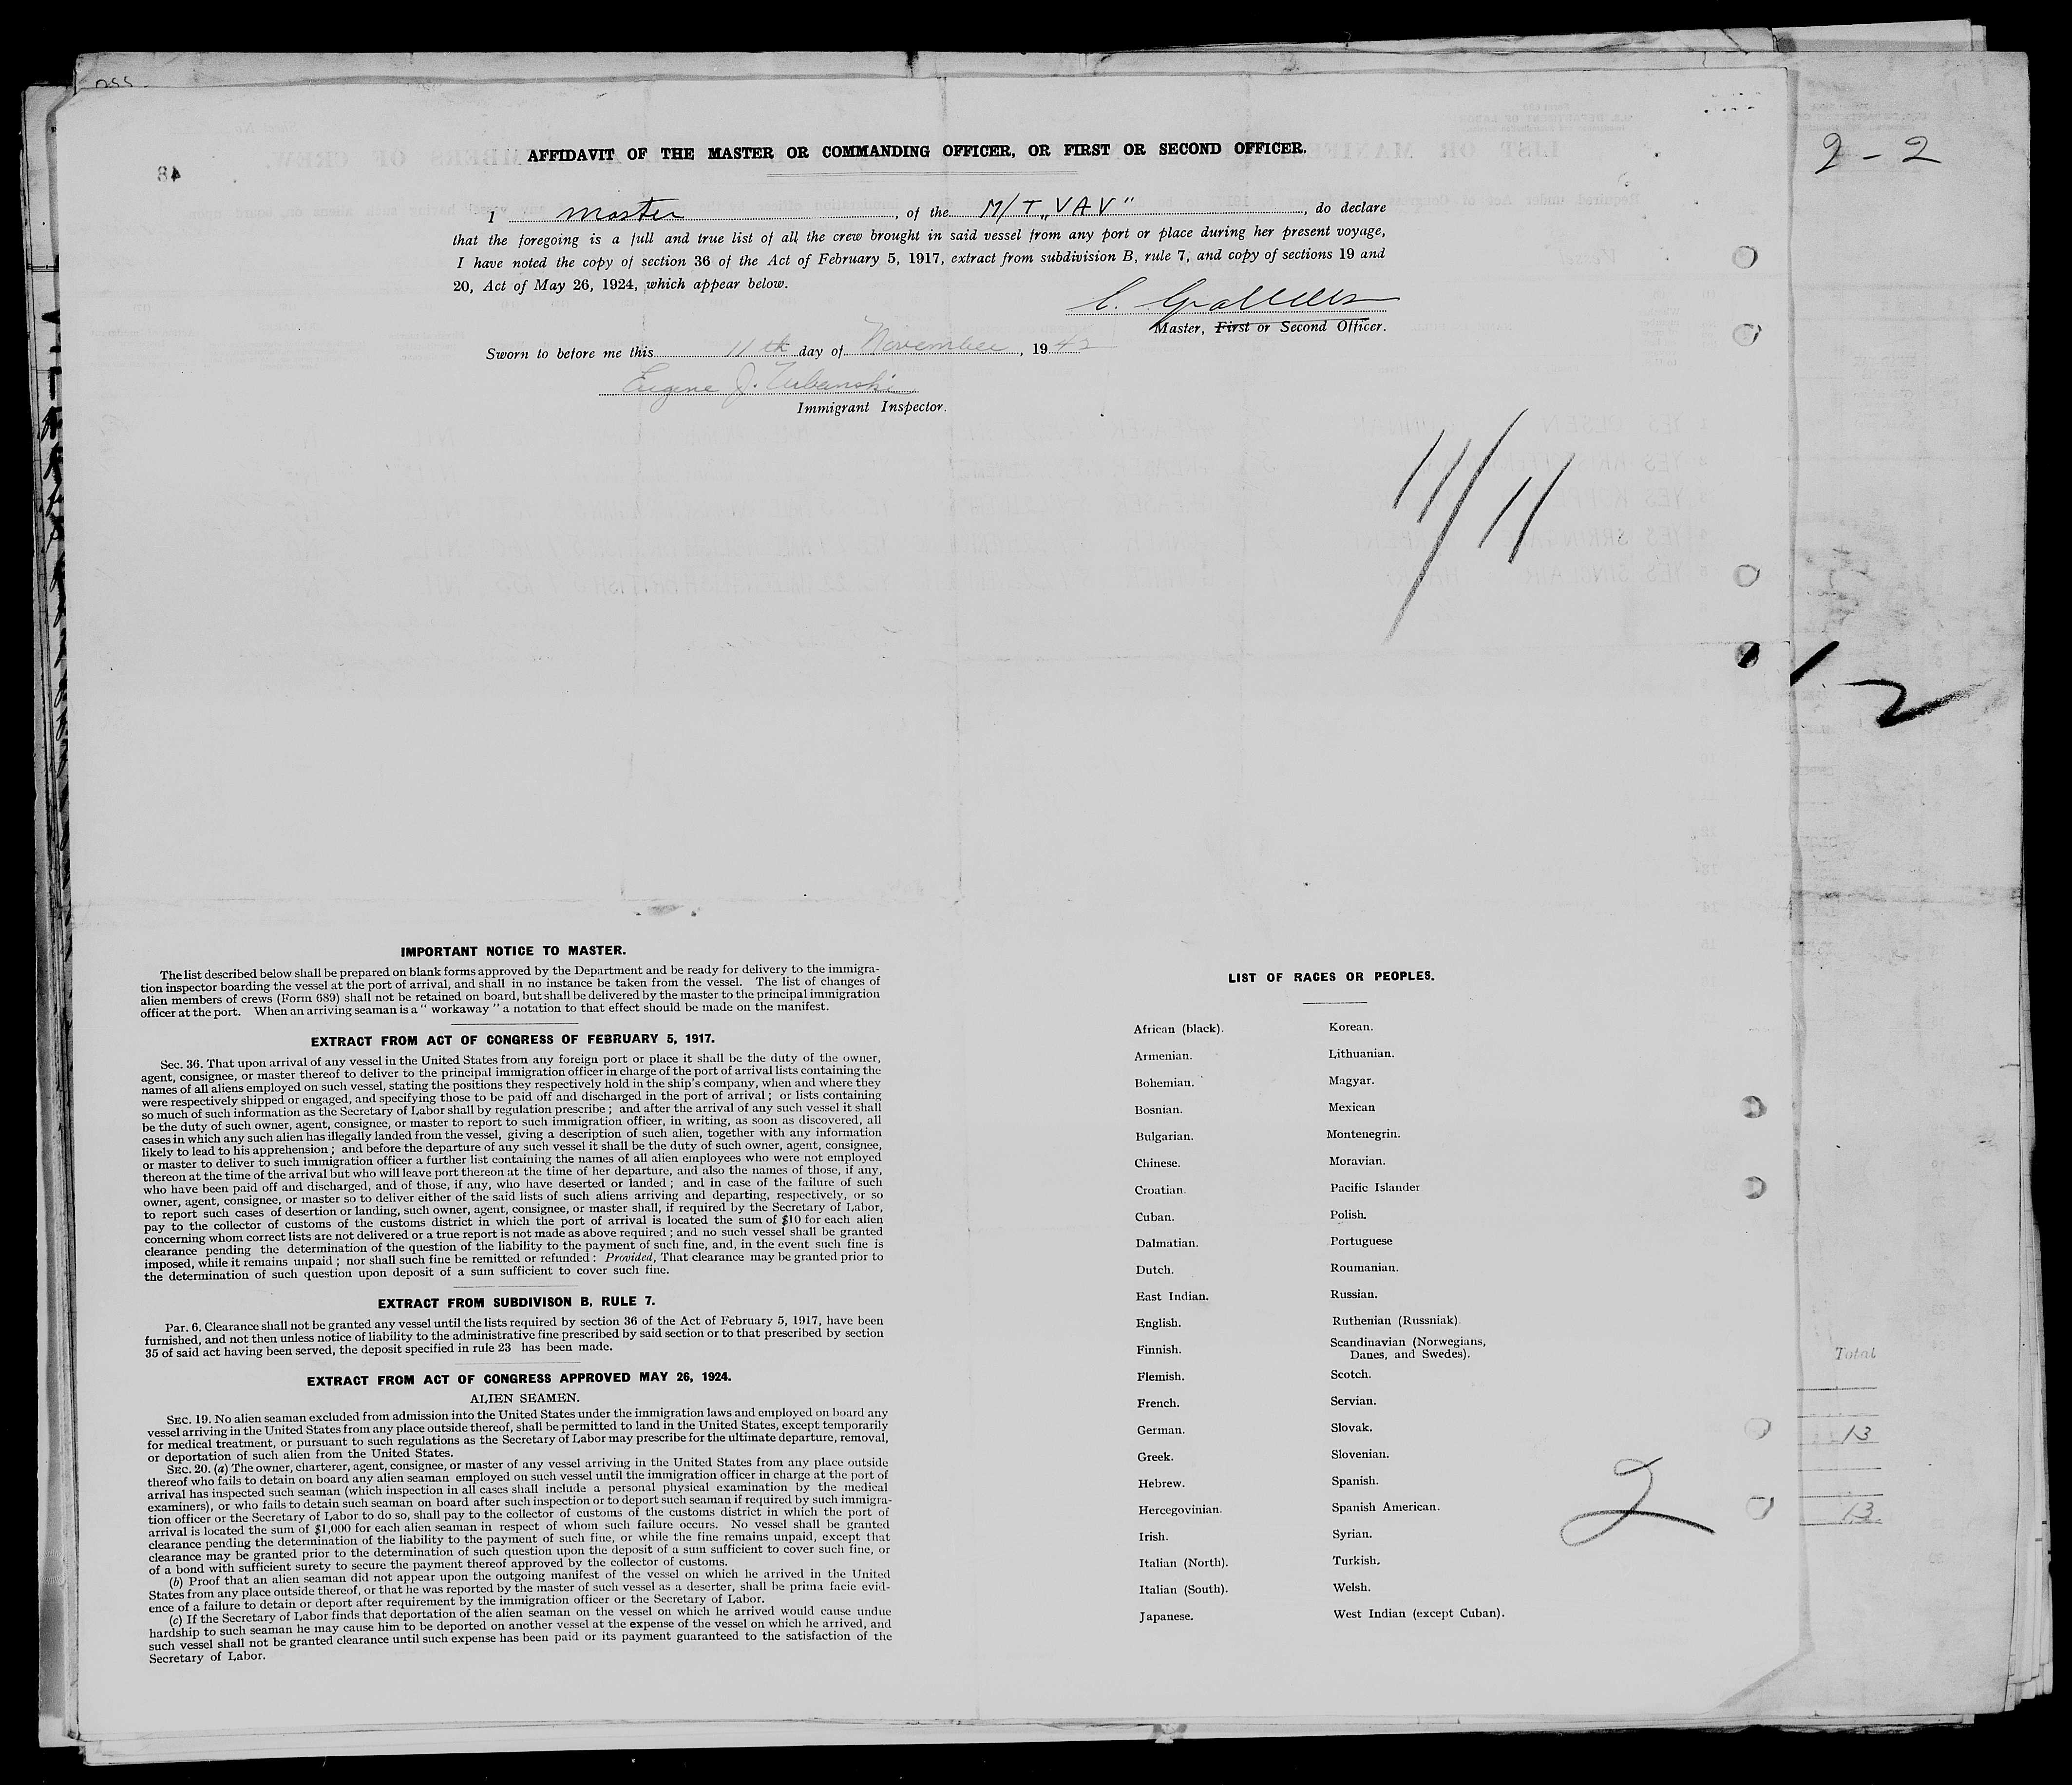 AFFIDAVIT OF THE MASTER OR COMMANDING OFFICER, OR FIRST OR SECOND OFFICER.
2 - 2
I master, of the M/T „VAV", do declare
that the foregoing is a full and true list of all the crew brought in said vessel from any port or place during her present voyage,
I have noted the copy of section 36 of the Act of February 5, 1917, extract from subdivision B, rule 7, and copy of sections 19 and
20, Act of May 26, 1924, which appear below.
Master, First or Second Officer.
Sworn to before me this 11th day of November, 1942
Eugene J. Urbanski
Immigrant Inspector.
11/11
1-2
IMPORTANT NOTICE TO MASTER.
The list described below shall be prepared on blank forms approved by the Department and be ready for delivery to the immigra-
tion inspector boarding the vessel at the port of arrival, and shall in no instance be taken from the vessel. The list of changes of
alien members of crews (Form 689) shall not be retained on board, but shall be delivered by the master to the principal immigration
officer at the port. When an arriving seaman is a "workaway" a notation to that effect should be made on the manifest.
EXTRACT FROM ACT OF CONGRESS OF FEBRUARY 5, 1917.
SEC. 36. That upon arrival of any vessel in the United States from any foreign port or place it shall be the duty of the owner,
agent, consignee, or master thereof to deliver to the principal immigration officer in charge of the port of arrival lists containing the
names of all aliens employed on such vessel, stating the positions they respectively hold in the ship's company, when and where they
were respectively shipped or engaged, and specifying those to be paid off and discharged in the port of arrival; or lists containing
so much of such information as the Secretary of Labor shall by regulation prescribe; and after the arrival of any such vessel it shall
be the duty of such owner, agent, consignee, or master to report to such immigration officer, in writing, as soon as discovered, all
cases in which any such alien has illegally landed from the vessel, giving a description of such alien, together with any information
likely to lead to his apprehension; and before the departure of any such vessel it shall be the duty of such owner, agent, consignee,
or master to deliver to such immigration officer a further list containing the names of all alien employees who were not employed
thereon at the time of the arrival but who will leave port thereon at the time of her departure, and also the names of those, if any,
who have been paid off and discharged, and of those, if any, who have deserted or landed; and in case of the failure of such
owner, agent, consignee, or master so to deliver either of the said lists of such aliens arriving and departing, respectively, or so
to report such cases of desertion or landing, such owner, agent, consignee, or master shall, if required by the Secretary of Labor,
pay to the collector of customs of the customs district in which the port of arrival is located the sum of $10 for each alien
concerning whom correct lists are not delivered or a true report is not made as above required; and no such vessel shall be granted
clearance pending the determination of the question of the liability to the payment of such fine, and, in the event such fine is
imposed, while it remains unpaid; nor shall such fine be remitted or refunded: Provided, That clearance may be granted prior to
the determination of such question upon deposit of a sum sufficient to cover such fine.
EXTRACT FROM SUBDIVISON B, RULE 7.
Par. 6. Clearance shall not be granted any vessel until the lists required by section 36 of the Act of February 5, 1917, have been
furnished, and not then unless notice of liability to the administrative fine prescribed by said section or to that prescribed by section
35 of said act having been served, the deposit specified in rule 23 has been made.
EXTRACT FROM ACT OF CONGRESS APPROVED MAY 26, 1924.
ALIEN SEAMEN.
SEC. 19. No alien seaman excluded from admission into the United States under the immigration laws and employed on board any
vessel arriving in the United States from any place outside thereof, shall be permitted to land in the United States, except temporarily
for medical treatment, or pursuant to such regulations as the Secretary of Labor may prescribe for the ultimate departure, removal,
or deportation of such alien from the United States.
SEC. 20. (a) The owner, charterer, agent, consignee, or master of any vessel arriving in the United States from any place outside
thereof who fails to detain on board any alien seaman employed on such vessel until the immigration officer in charge at the port of
arrival has inspected such seaman (which inspection in all cases shall include a personal physical examination by the medical
examiners), or who fails to detain such seaman on board after such inspection or to deport such seaman if required by such immigra-
tion officer or the Secretary of Labor to do so, shall pay to the collector of customs of the customs district in which the port of
arrival is located the sum of $1,000 for each alien seaman in respect of whom such failure occurs. No vessel shall be granted
clearance pending the determination of the liability to the payment of such fine, or while the fine remains unpaid, except that
clearance may be granted prior to the determination of such question upon the deposit of a sum sufficient to cover such fine, or
of a bond with sufficient surety to secure the payment thereof approved by the collector of customs.
(b) Proof that an alien seaman did not appear upon the outgoing manifest of the vessel on which he arrived in the United
States from any place outside thereof, or that he was reported by the master of such vessel as a deserter, shall be prima facie evid-
ence of a failure to detain or deport after requirement by the immigration officer or the Secretary of Labor.
(c) If the Secretary of Labor finds that deportation of the alien seaman on the vessel on which he arrived would cause undue
hardship to such seaman he may cause him to be deported on another vessel at the expense of the vessel on which he arrived, and
such vessel shall not be granted clearance until such expense has been paid or its payment guaranteed to the satisfaction of the
Secretary of Labor.
LIST OF RACES OR PEOPLES.
African (black).
Armenian.
Bohemian.
Bosnian.
Bulgarian.
Chinese.
Croatian.
Cuban.
Dalmatian.
Dutch.
East Indian.
English.
Finnish.
Flemish.
French.
German.
Greek.
Hebrew.
Hercegovinian.
Irish.
Italian (North).
Italian (South).
Japanese.
Korean.
Lithuanian.
Magyar.
Mexican
Montenegrin.
Moravian.
Pacific Islander
Polish.
Portuguese
Roumanian.
Russian.
Ruthenian (Russniak)
Scandinavian (Norwegians,
Danes, and Swedes).
Scotch.
Servian.
Slovak.
Slovenian.
Spanish.
Spanish American.
Syrian.
Turkish.
Welsh.
West Indian (except Cuban).
2
Total
13
13